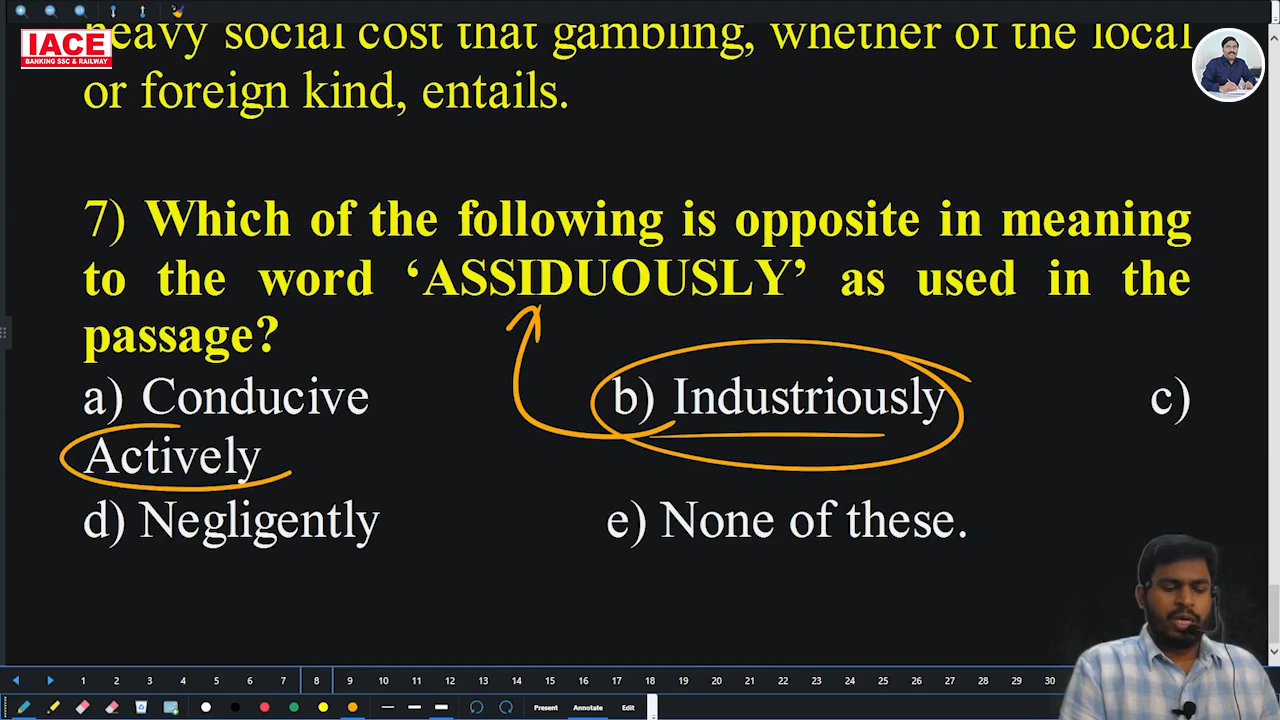 IACE
BANKING SSC & RAILWAY
heavy social cost that gambling, whether of the local
or foreign kind, entails.
7) Which of the following is opposite in meaning
to the word ‘ASSIDUOUSLY’ as used in the
passage?
a) Conducive b) Industriously c)
Actively
d) Negligently e) None of these.
1 2 3 4 5 6 7 8 9 10 11 12 13 14 15 16 17 18 19 20 21 22 23 24 25 26 27 28 29 30
Present Annotate Edit